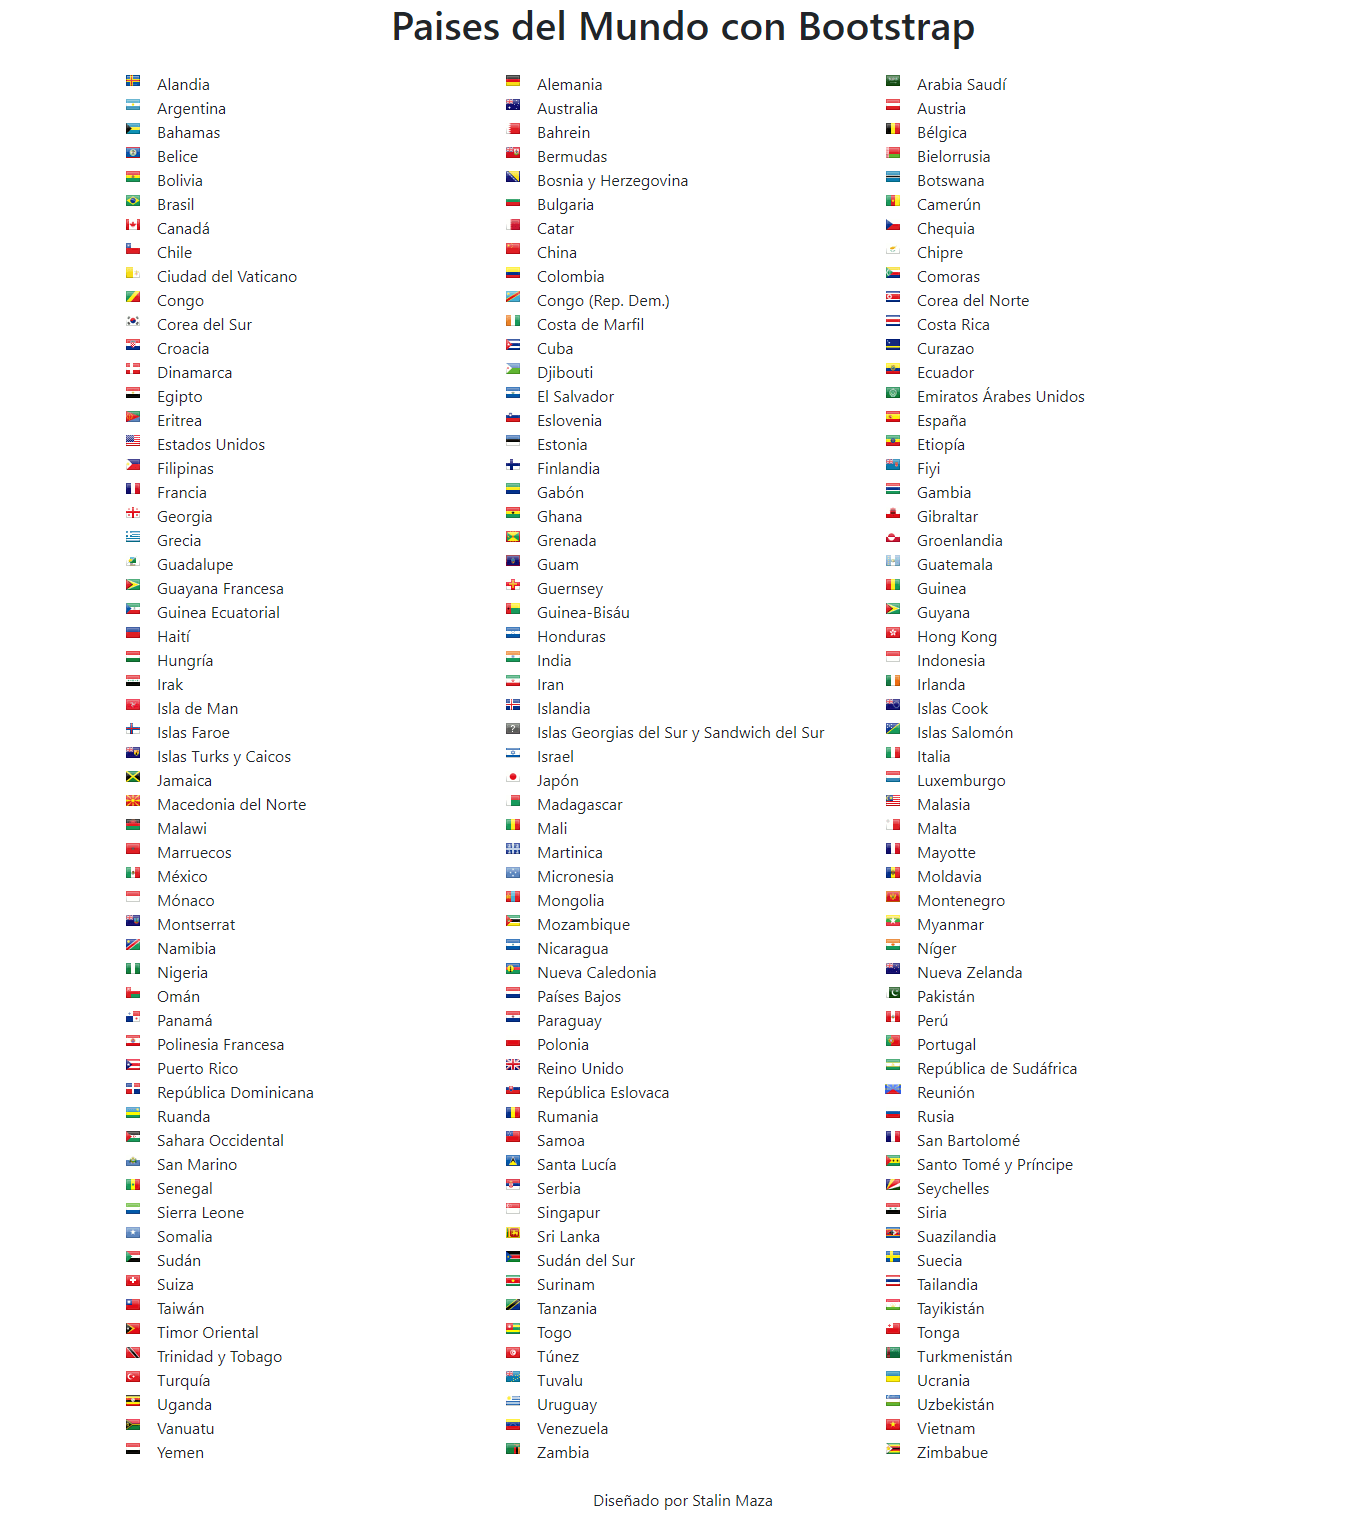 Paises del Mundo con Bootstrap
Alandia Alemania Arabia Saudí
Argentina Australia Austria
Bahamas Bahrein Bélgica
Belice Bermudas Bielorrusia
Bolivia Bosnia y Herzegovina Botswana
Brasil Bulgaria Camerún
Canadá Catar Chequia
Chile China Chipre
Ciudad del Vaticano Colombia Comoras
Congo Congo (Rep. Dem.) Corea del Norte
Corea del Sur Costa de Marfil Costa Rica
Croacia Cuba Curazao
Dinamarca Djibouti Ecuador
Egipto El Salvador Emiratos Árabes Unidos
Eritrea Eslovenia España
Estados Unidos Estonia Etiopía
Filipinas Finlandia Fiyi
Francia Gabón Gambia
Georgia Ghana Gibraltar
Grecia Grenada Groenlandia
Guadalupe Guam Guatemala
Guayana Francesa Guernsey Guinea
Guinea Ecuatorial Guinea-Bisáu Guyana
Haití Honduras Hong Kong
Hungría India Indonesia
Irak Iran Irlanda
Isla de Man Islandia Islas Cook
Islas Faroe Islas Georgias del Sur y Sandwich del Sur Islas Salomón
Islas Turks y Caicos Israel Italia
Jamaica Japón Luxemburgo
Macedonia del Norte Madagascar Malasia
Malawi Mali Malta
Marruecos Martinica Mayotte
México Micronesia Moldavia
Mónaco Mongolia Montenegro
Montserrat Mozambique Myanmar
Namibia Nicaragua Níger
Nigeria Nueva Caledonia Nueva Zelanda
Omán Países Bajos Pakistán
Panamá Paraguay Perú
Polinesia Francesa Polonia Portugal
Puerto Rico Reino Unido República de Sudáfrica
República Dominicana República Eslovaca Reunión
Ruanda Rumania Rusia
Sahara Occidental Samoa San Bartolomé
San Marino Santa Lucía Santo Tomé y Príncipe
Senegal Serbia Seychelles
Sierra Leone Singapur Siria
Somalia Sri Lanka Suazilandia
Sudán Sudán del Sur Suecia
Suiza Surinam Tailandia
Taiwán Tanzania Tayikistán
Timor Oriental Togo Tonga
Trinidad y Tobago Túnez Turkmenistán
Turquía Tuvalu Ucrania
Uganda Uruguay Uzbekistán
Vanuatu Venezuela Vietnam
Yemen Zambia Zimbabue
Diseñado por Stalin Maza